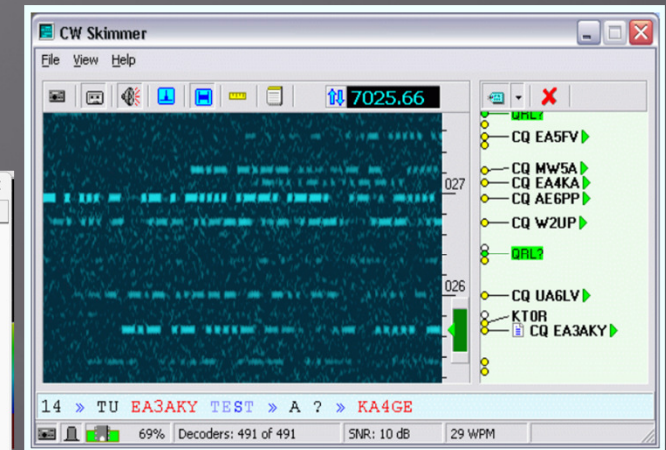 CW Skimmer
File View Help
7025.66
QRL?
CQ EA5FV
CQ MW5A
027
CQ EA4KA
CQ AE6PP
CQ W2UP
QRL?
026
CQ UA6LV
KT0R
CQ EA3AKY
14 » TU EA3AKY TEST » A ? » KA4GE
69% Decoders: 491 of 491 SNR: 10 dB 29 WPM